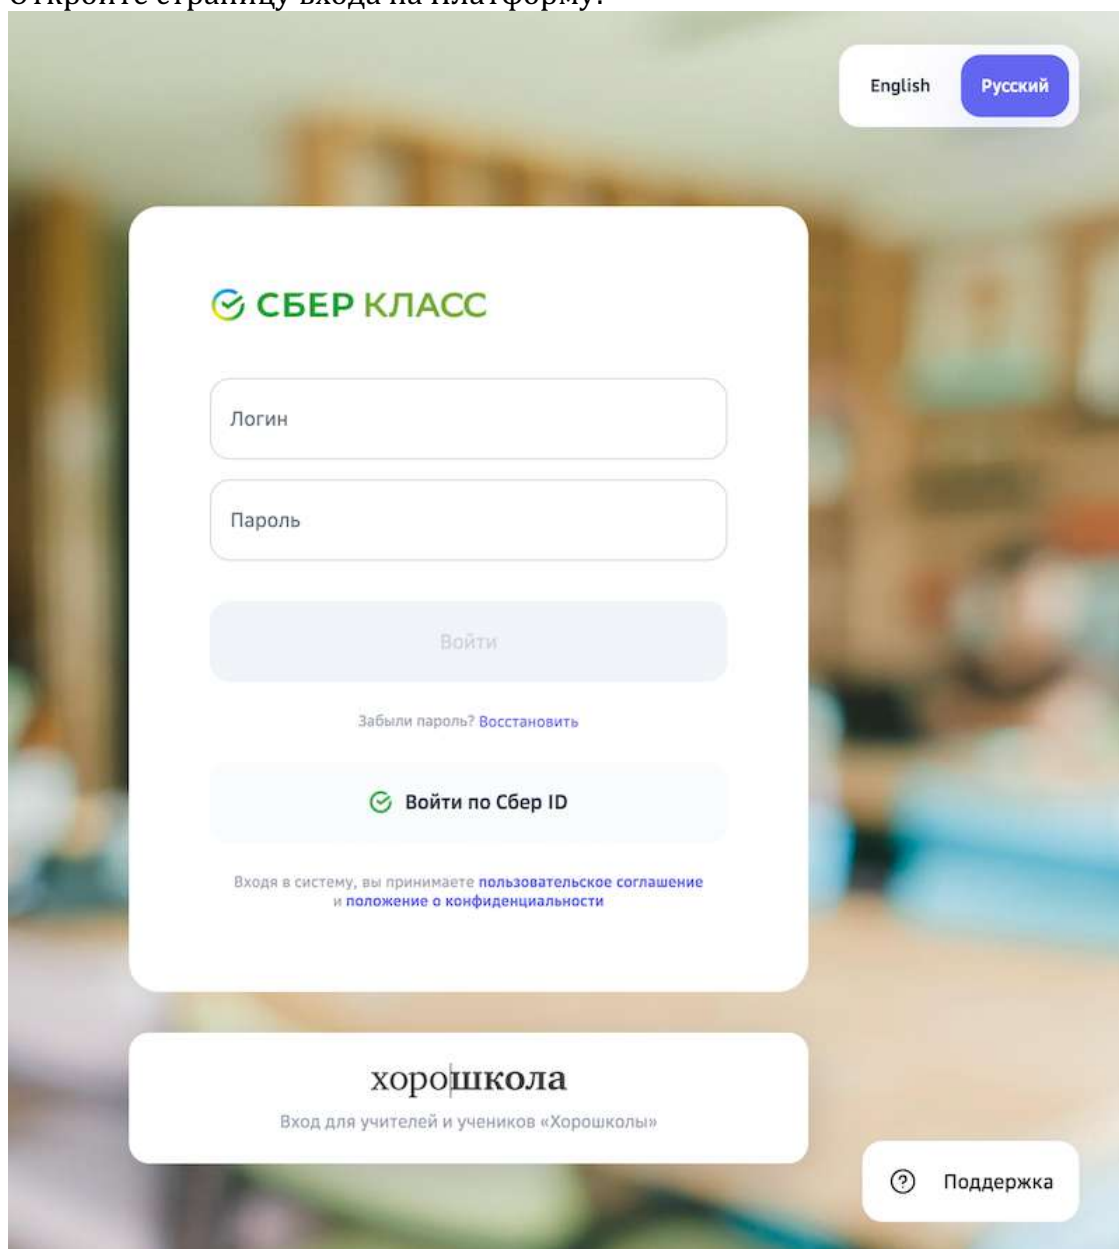 Откройте страницу входа на Платформу:
English
Русский
СБЕР КЛАСС
Логин
Пароль
Войти
Забыли пароль? Восстановить
Войти по Сбер ID
Входя в систему, вы принимаете пользовательское соглашение
и положение о конфиденциальности
хорошкола
Вход для учителей и учеников «Хорошколы»
Поддержка